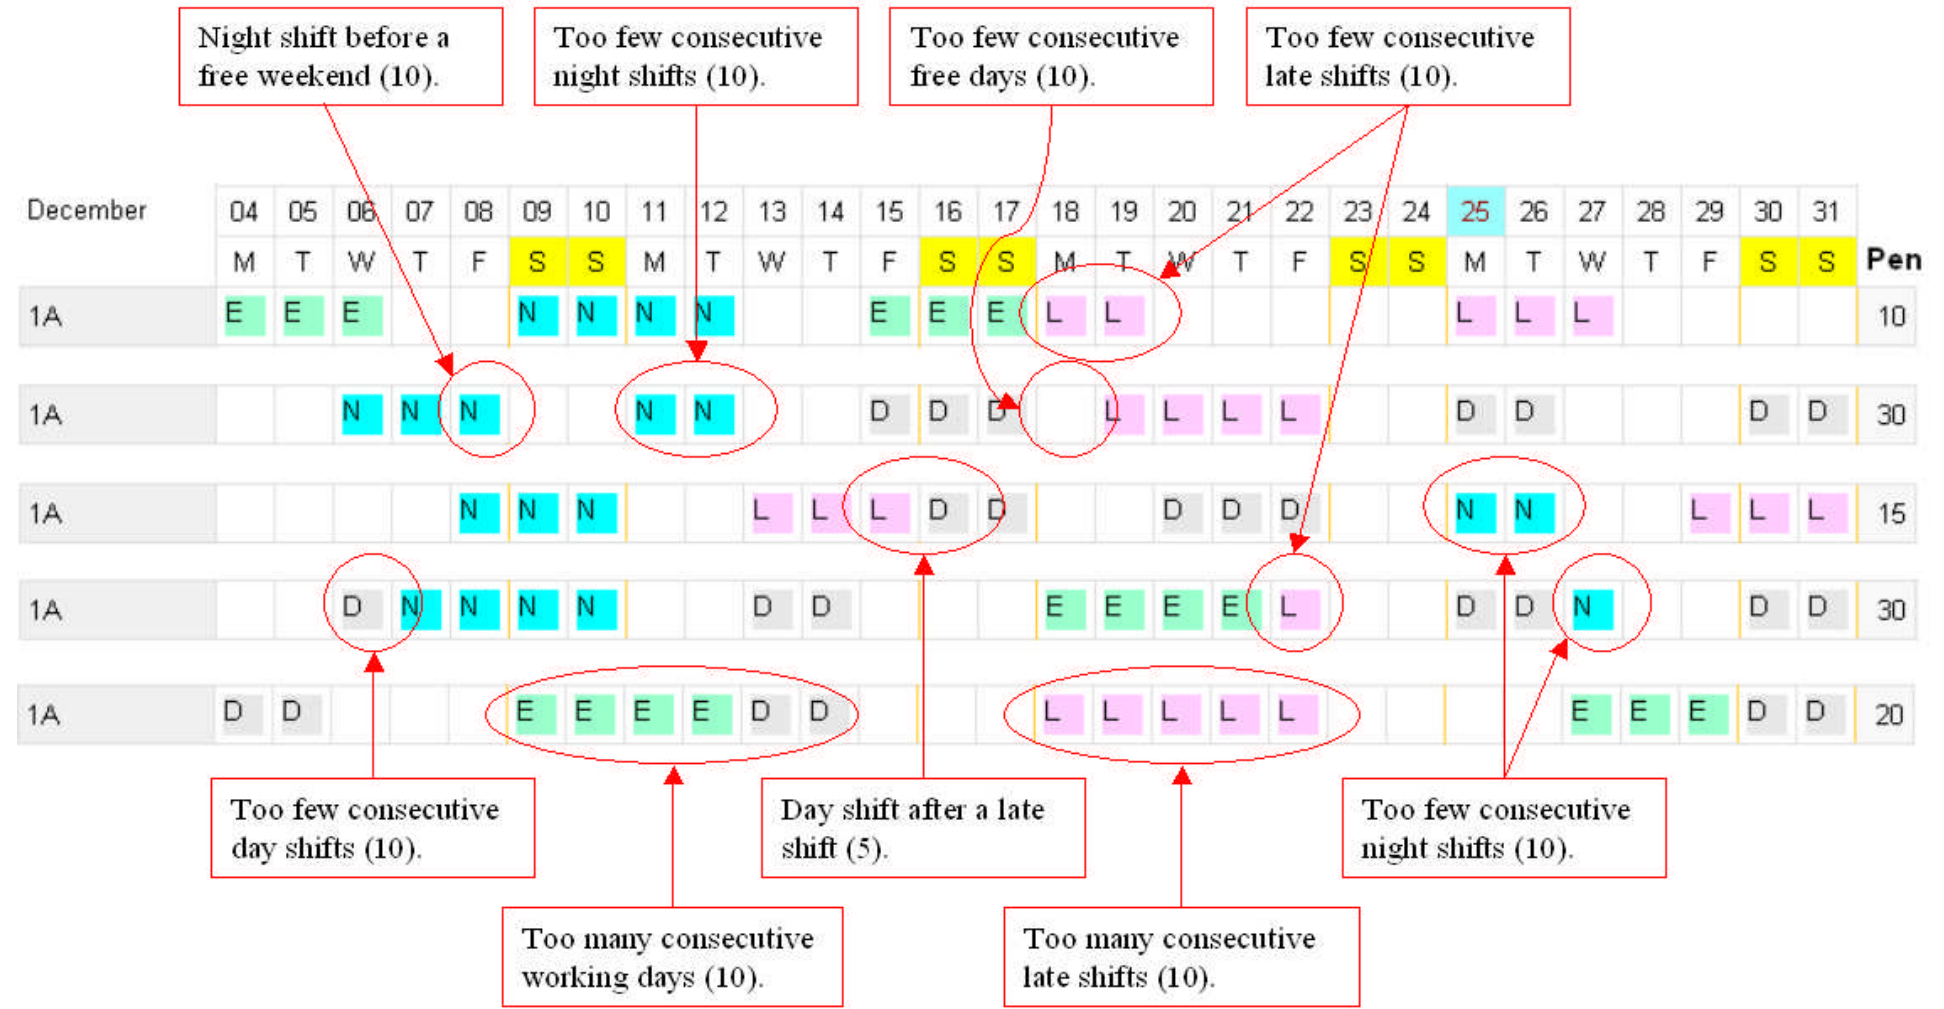 Night shift before a
free weekend (10).
Too few consecutive
night shifts (10).
Too few consecutive
free days (10).
Too few consecutive
late shifts (10).
December 04 05 06 07 08 09 10 11 12 13 14 15 16 17 18 19 20 21 22 23 24 25 26 27 28 29 30 31
M T W T F S S M T W T F S S M T W T F S S M T W T F S S Pen
1A E E E N N N N E E E L L L L L 10
1A N N N N N D D D L L L L D D D D 30
1A N N N L L L D D D D D N N L L L 15
1A D N N N N D D E E E E L D D N D D 30
1A D D E E E E D D L L L L L E E E D D 20
Too few consecutive
day shifts (10).
Day shift after a late
shift (5).
Too few consecutive
night shifts (10).
Too many consecutive
working days (10).
Too many consecutive
late shifts (10).